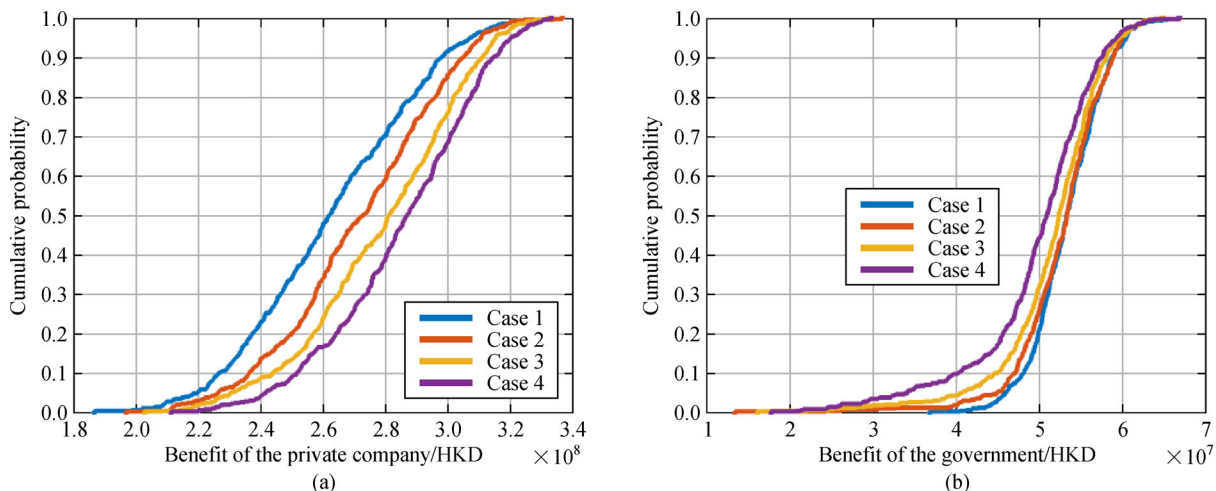 1.0
0.9
0.8
0.7
0.6
0.5
0.4
0.3
0.2
0.1
0.0
Cumulative probability
Case 1
Case 2
Case 3
Case 4
1.8 2.0 2.2 2.4 2.6 2.8 3.0 3.2 3.4
Benefit of the private company/HKD ×10⁸
(a)
1.0
0.9
0.8
0.7
0.6
0.5
0.4
0.3
0.2
0.1
0.0
Cumulative probability
Case 1
Case 2
Case 3
Case 4
1 2 3 4 5 6 7
Benefit of the government/HKD ×10⁷
(b)